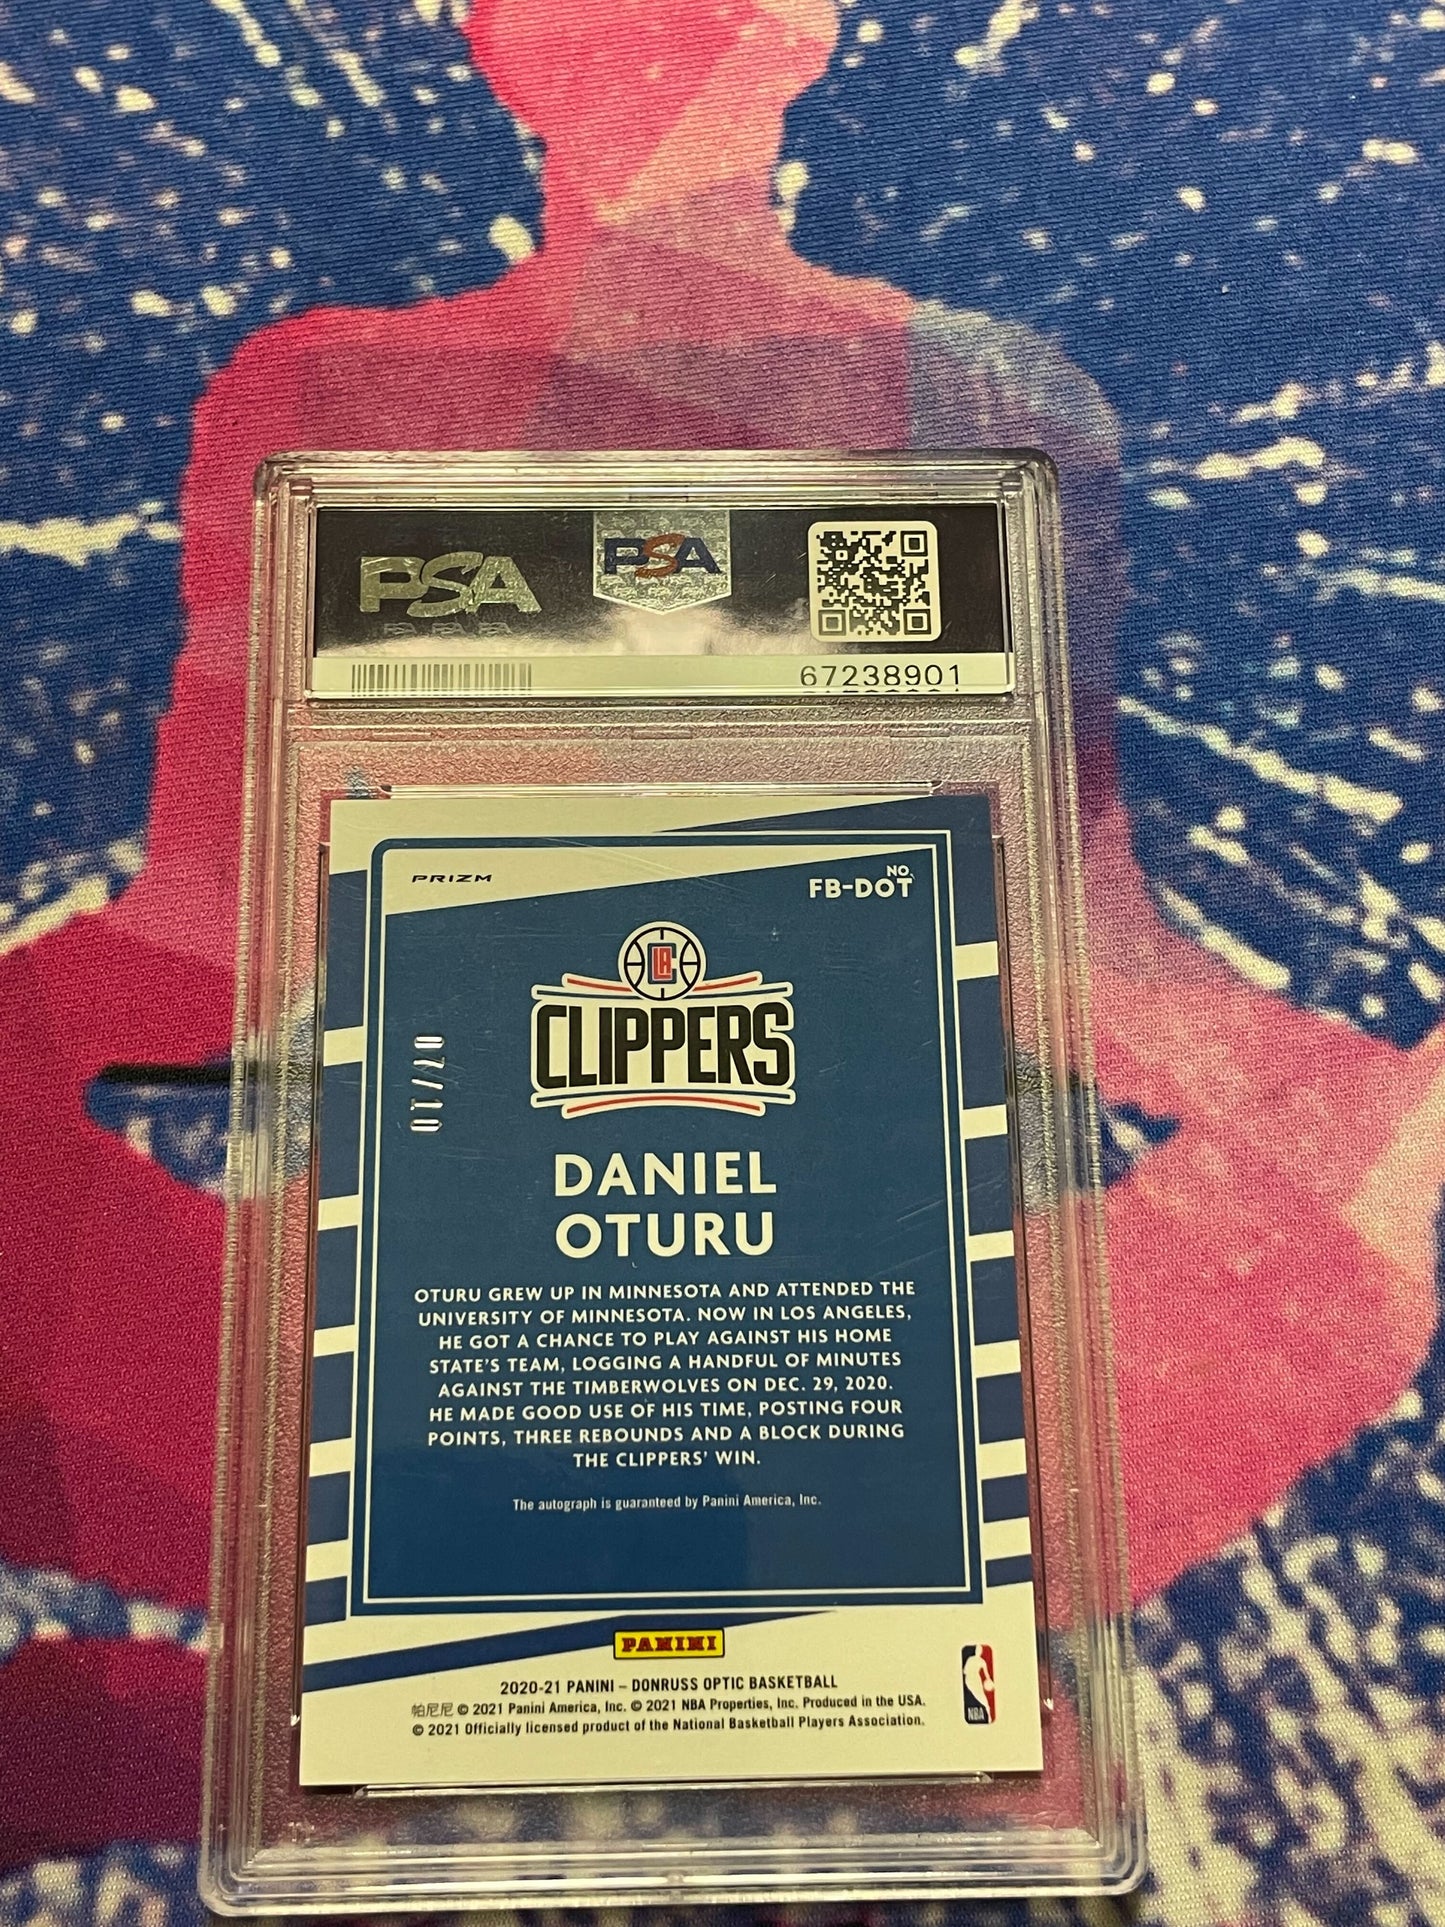 PSA
PSA
67238901
PRIZM
NO.
FB-DOT
LA
CLIPPERS
07/10
DANIEL
OTURU
OTURU GREW UP IN MINNESOTA AND ATTENDED THE
UNIVERSITY OF MINNESOTA. NOW IN LOS ANGELES,
HE GOT A CHANCE TO PLAY AGAINST HIS HOME
STATE'S TEAM, LOGGING A HANDFUL OF MINUTES
AGAINST THE TIMBERWOLVES ON DEC. 29, 2020.
HE MADE GOOD USE OF HIS TIME, POSTING FOUR
POINTS, THREE REBOUNDS AND A BLOCK DURING
THE CLIPPERS' WIN.
The autograph is guaranteed by Panini America, Inc.
PANINI
2020-21 PANINI – DONRUSS OPTIC BASKETBALL
帕尼尼 © 2021 Panini America, Inc. © 2021 NBA Properties, Inc. Produced in the USA.
© 2021 Officially licensed product of the National Basketball Players Association.
NBA